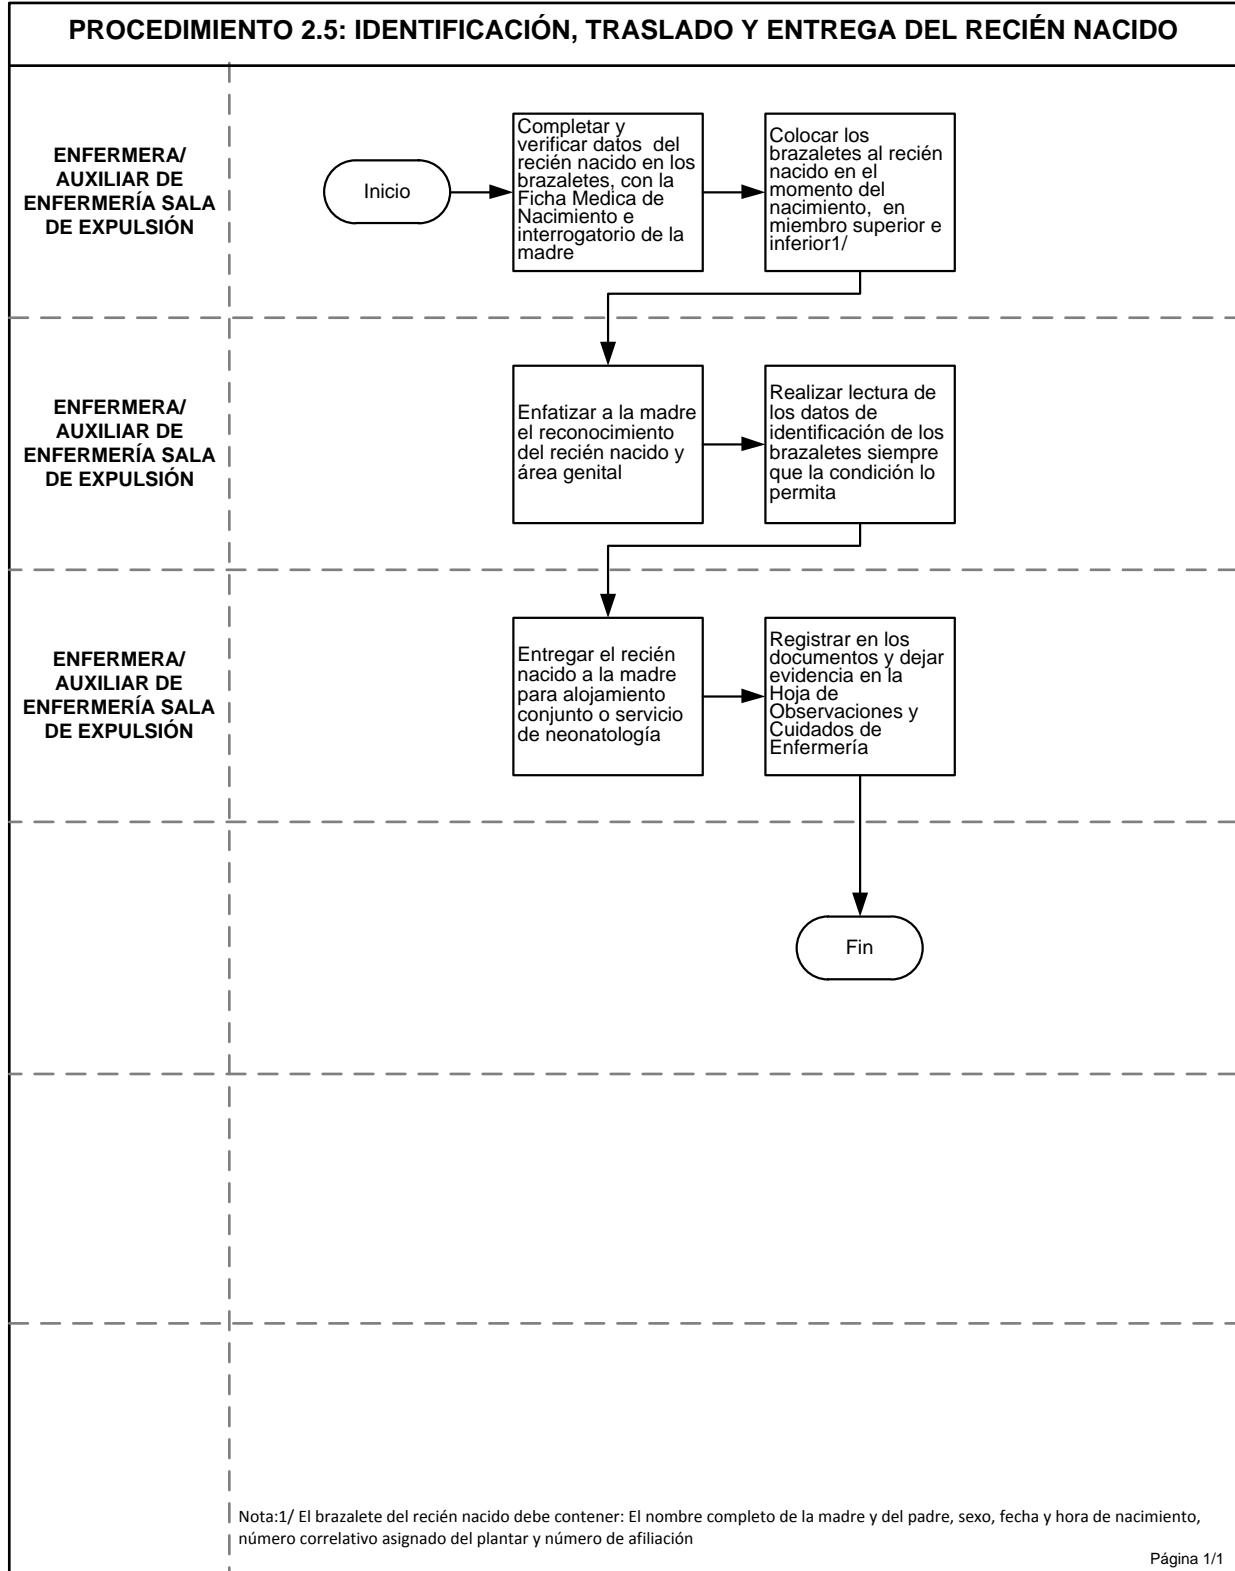 PROCEDIMIENTO 2.5: IDENTIFICACIÓN, TRASLADO Y ENTREGA DEL RECIÉN NACIDO
ENFERMERA/
AUXILIAR DE
ENFERMERÍA SALA
DE EXPULSIÓN
Inicio
Completar y
verificar datos  del
recién nacido en los
brazaletes, con la
Ficha Medica de
Nacimiento e
interrogatorio de la
madre
Colocar los
brazaletes al recién
nacido en el
momento del
nacimiento,  en
miembro superior e
inferior1/
ENFERMERA/
AUXILIAR DE
ENFERMERÍA SALA
DE EXPULSIÓN
Enfatizar a la madre
el reconocimiento
del recién nacido y
área genital
Realizar lectura de
los datos de
identificación de los
brazaletes siempre
que la condición lo
permita
ENFERMERA/
AUXILIAR DE
ENFERMERÍA SALA
DE EXPULSIÓN
Entregar el recién
nacido a la madre
para alojamiento
conjunto o servicio
de neonatología
Registrar en los
documentos y dejar
evidencia en la
Hoja de
Observaciones y
Cuidados de
Enfermería
Fin
Nota:1/ El brazalete del recién nacido debe contener: El nombre completo de la madre y del padre, sexo, fecha y hora de nacimiento,
número correlativo asignado del plantar y número de afiliación
Página 1/1